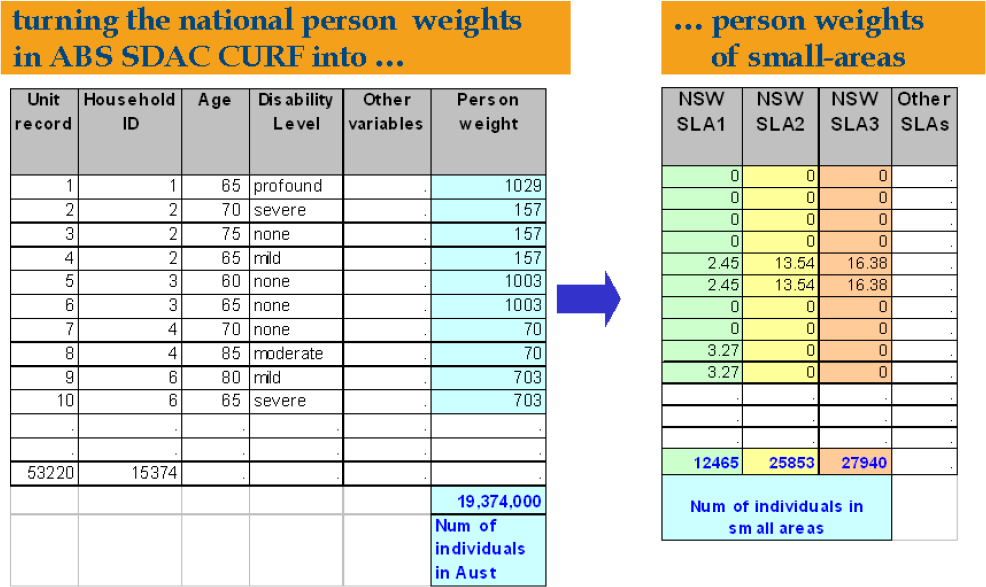 turning the national person weights
in ABS SDAC CURF into ...
... person weights
of small-areas
Unit record Household ID Age Disability Level Other variables Person weight
1 1 65 profound . 1029
2 2 70 severe . 157
3 2 75 none . 157
4 2 65 mild . 157
5 3 60 none . 1003
6 3 65 none . 1003
7 4 70 none . 70
8 4 85 moderate . 70
9 6 80 mild . 703
10 6 65 severe . 703
. . . . . .
. . . . . .
53220 15374 . . . .
19,374,000
Num of
individuals
in Aust
NSW SLA1 NSW SLA2 NSW SLA3 Other SLAs
0 0 0 .
0 0 0 .
0 0 0 .
0 0 0 .
2.45 13.54 16.38 .
2.45 13.54 16.38 .
0 0 0 .
0 0 0 .
3.27 0 0 .
3.27 0 0 .
. . . .
. . . .
. . . .
12465 25853 27940 .
Num of individuals in
small areas